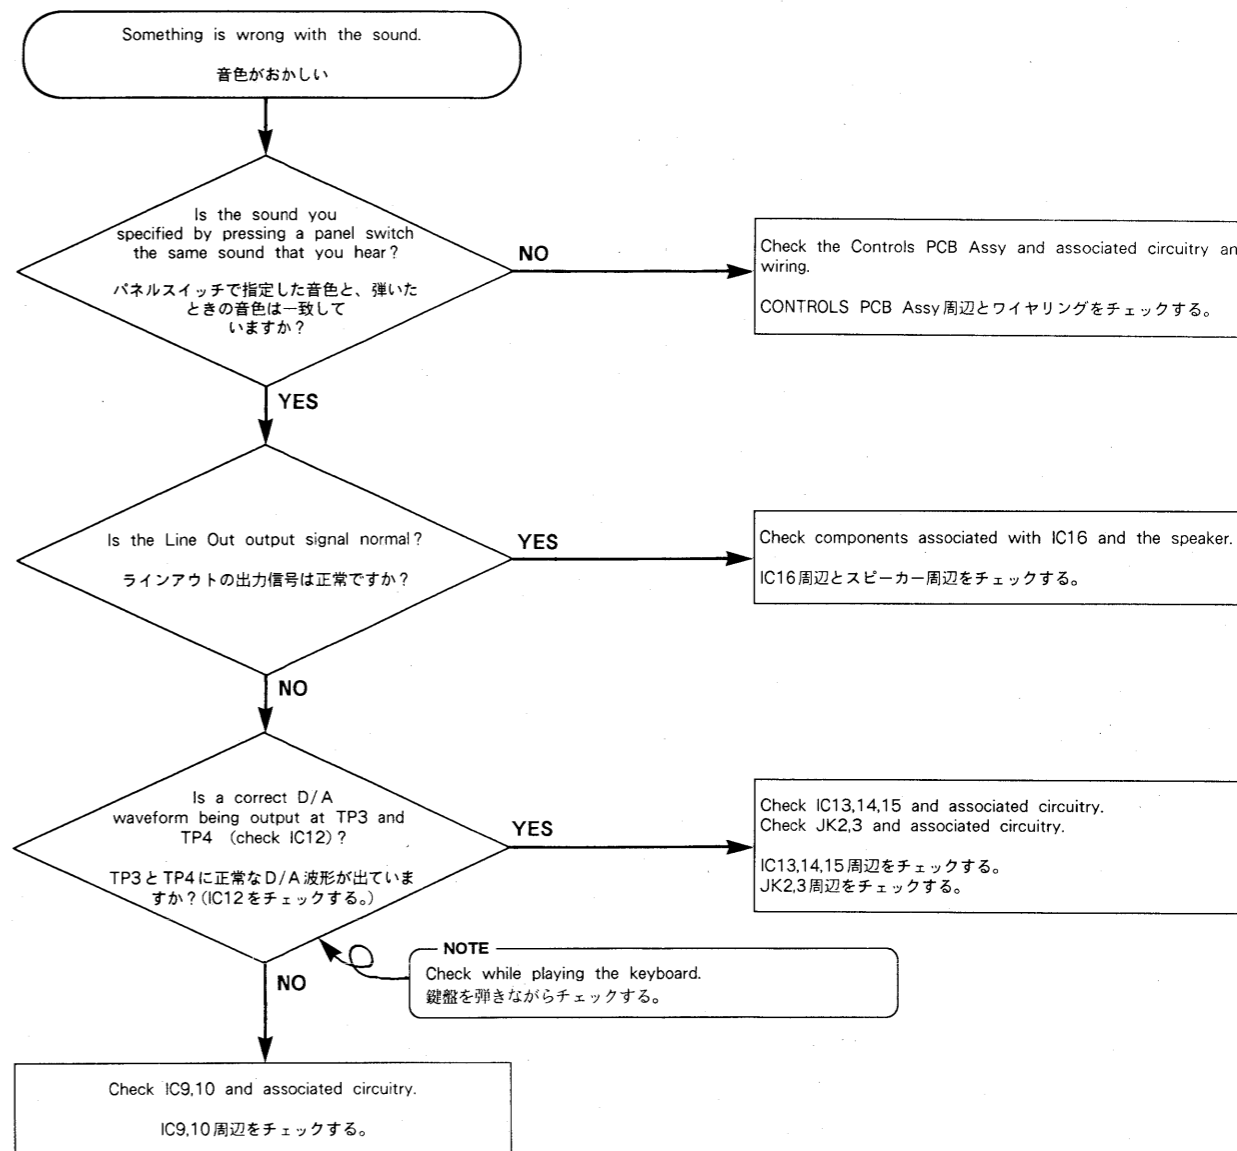 Something is wrong with the sound.
音色がおかしい
Is the sound you
specified by pressing a panel switch
the same sound that you hear?
パネルスイッチで指定した音色と、弾いた
ときの音色は一致して
いますか?
NO
Check the Controls PCB Assy and associated circuitry an
wiring.
CONTROLS PCB Assy周辺とワイヤリングをチェックする。
YES
Is the Line Out output signal normal?
ラインアウトの出力信号は正常ですか?
YES
Check components associated with IC16 and the speaker.
IC16周辺とスピーカー周辺をチェックする。
NO
Is a correct D/A
waveform being output at TP3 and
TP4 (check IC12)?
TP3とTP4に正常なD/A波形が出ていま
すか?(IC12をチェックする。)
YES
Check IC13,14,15 and associated circuitry.
Check JK2,3 and associated circuitry.
IC13,14,15周辺をチェックする。
JK2,3周辺をチェックする。
NOTE
Check while playing the keyboard.
鍵盤を弾きながらチェックする。
NO
Check IC9,10 and associated circuitry.
IC9,10周辺をチェックする。